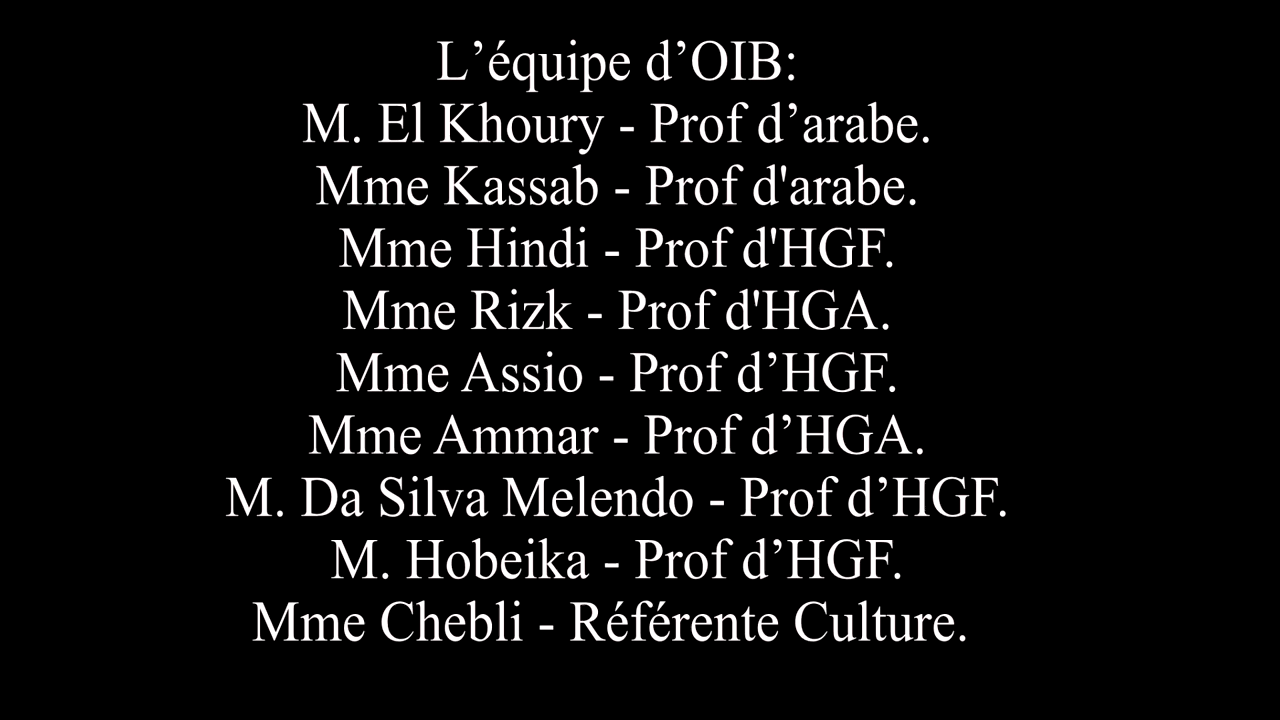 L’équipe d’OIB:
M. El Khoury - Prof d’arabe.
Mme Kassab - Prof d'arabe.
Mme Hindi - Prof d'HGF.
Mme Rizk - Prof d'HGA.
Mme Assio - Prof d’HGF.
Mme Ammar - Prof d’HGA.
M. Da Silva Melendo - Prof d’HGF.
M. Hobeika - Prof d’HGF.
Mme Chebli - Référente Culture.